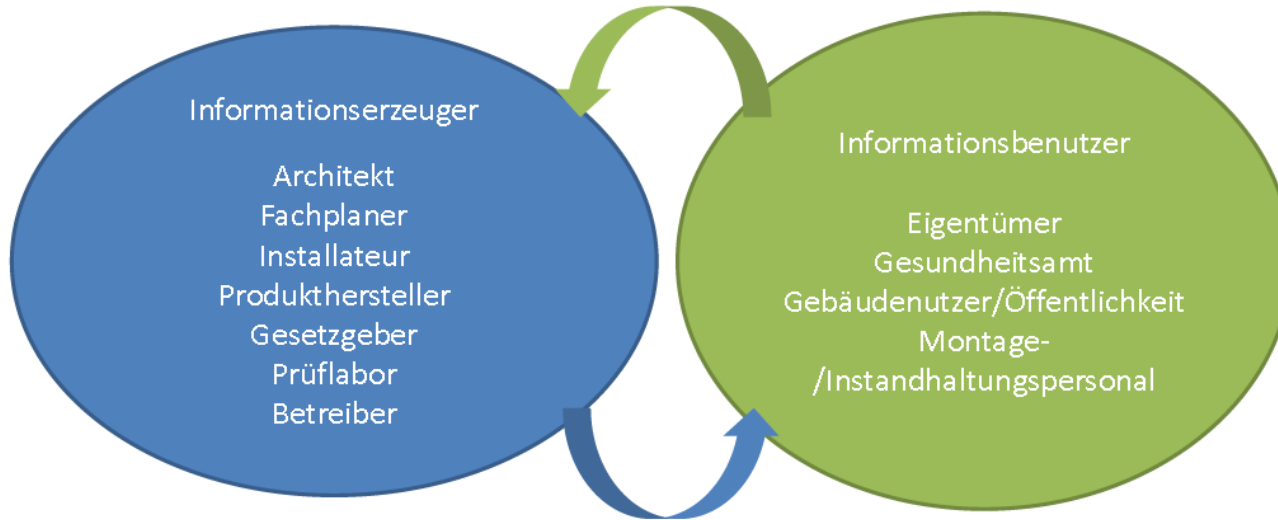 Informationserzeuger
Architekt
Fachplaner
Installateur
Produkthersteller
Gesetzgeber
Prüflabor
Betreiber
Informationsbenutzer
Eigentümer
Gesundheitsamt
Gebäudenutzer/Öffentlichkeit
Montage-
/Instandhaltungspersonal